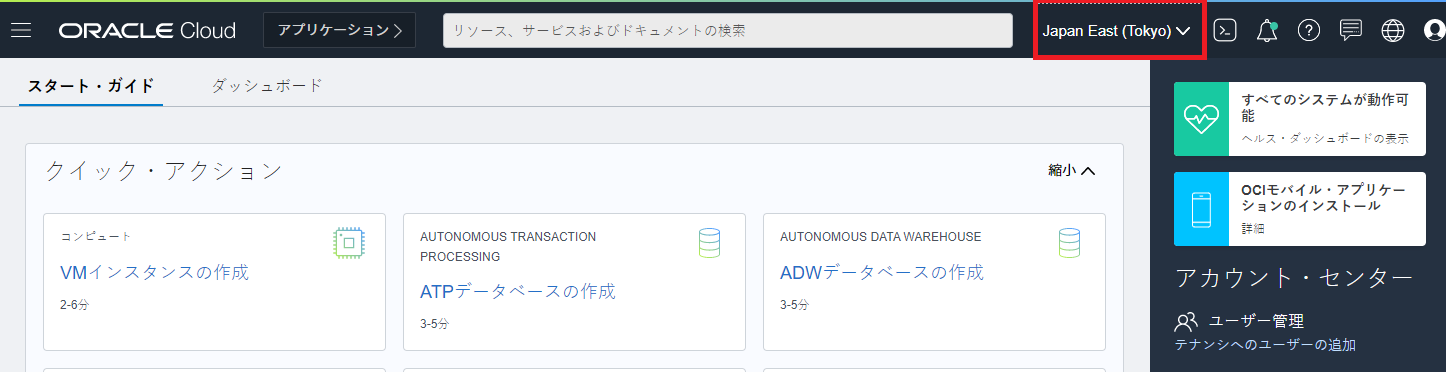 ORACLE Cloud
アプリケーション
リソース、サービスおよびドキュメントの検索
Japan East (Tokyo)
スタート・ガイド
ダッシュボード
クイック・アクション
縮小
コンピュート
VMインスタンスの作成
2-6分
AUTONOMOUS TRANSACTION
PROCESSING
ATPデータベースの作成
3-5分
AUTONOMOUS DATA WAREHOUSE
ADWデータベースの作成
3-5分
すべてのシステムが動作可
能
ヘルス・ダッシュボードの表示
OCIモバイル・アプリケー
ションのインストール
詳細
アカウント・センター
ユーザー管理
テナンシへのユーザーの追加